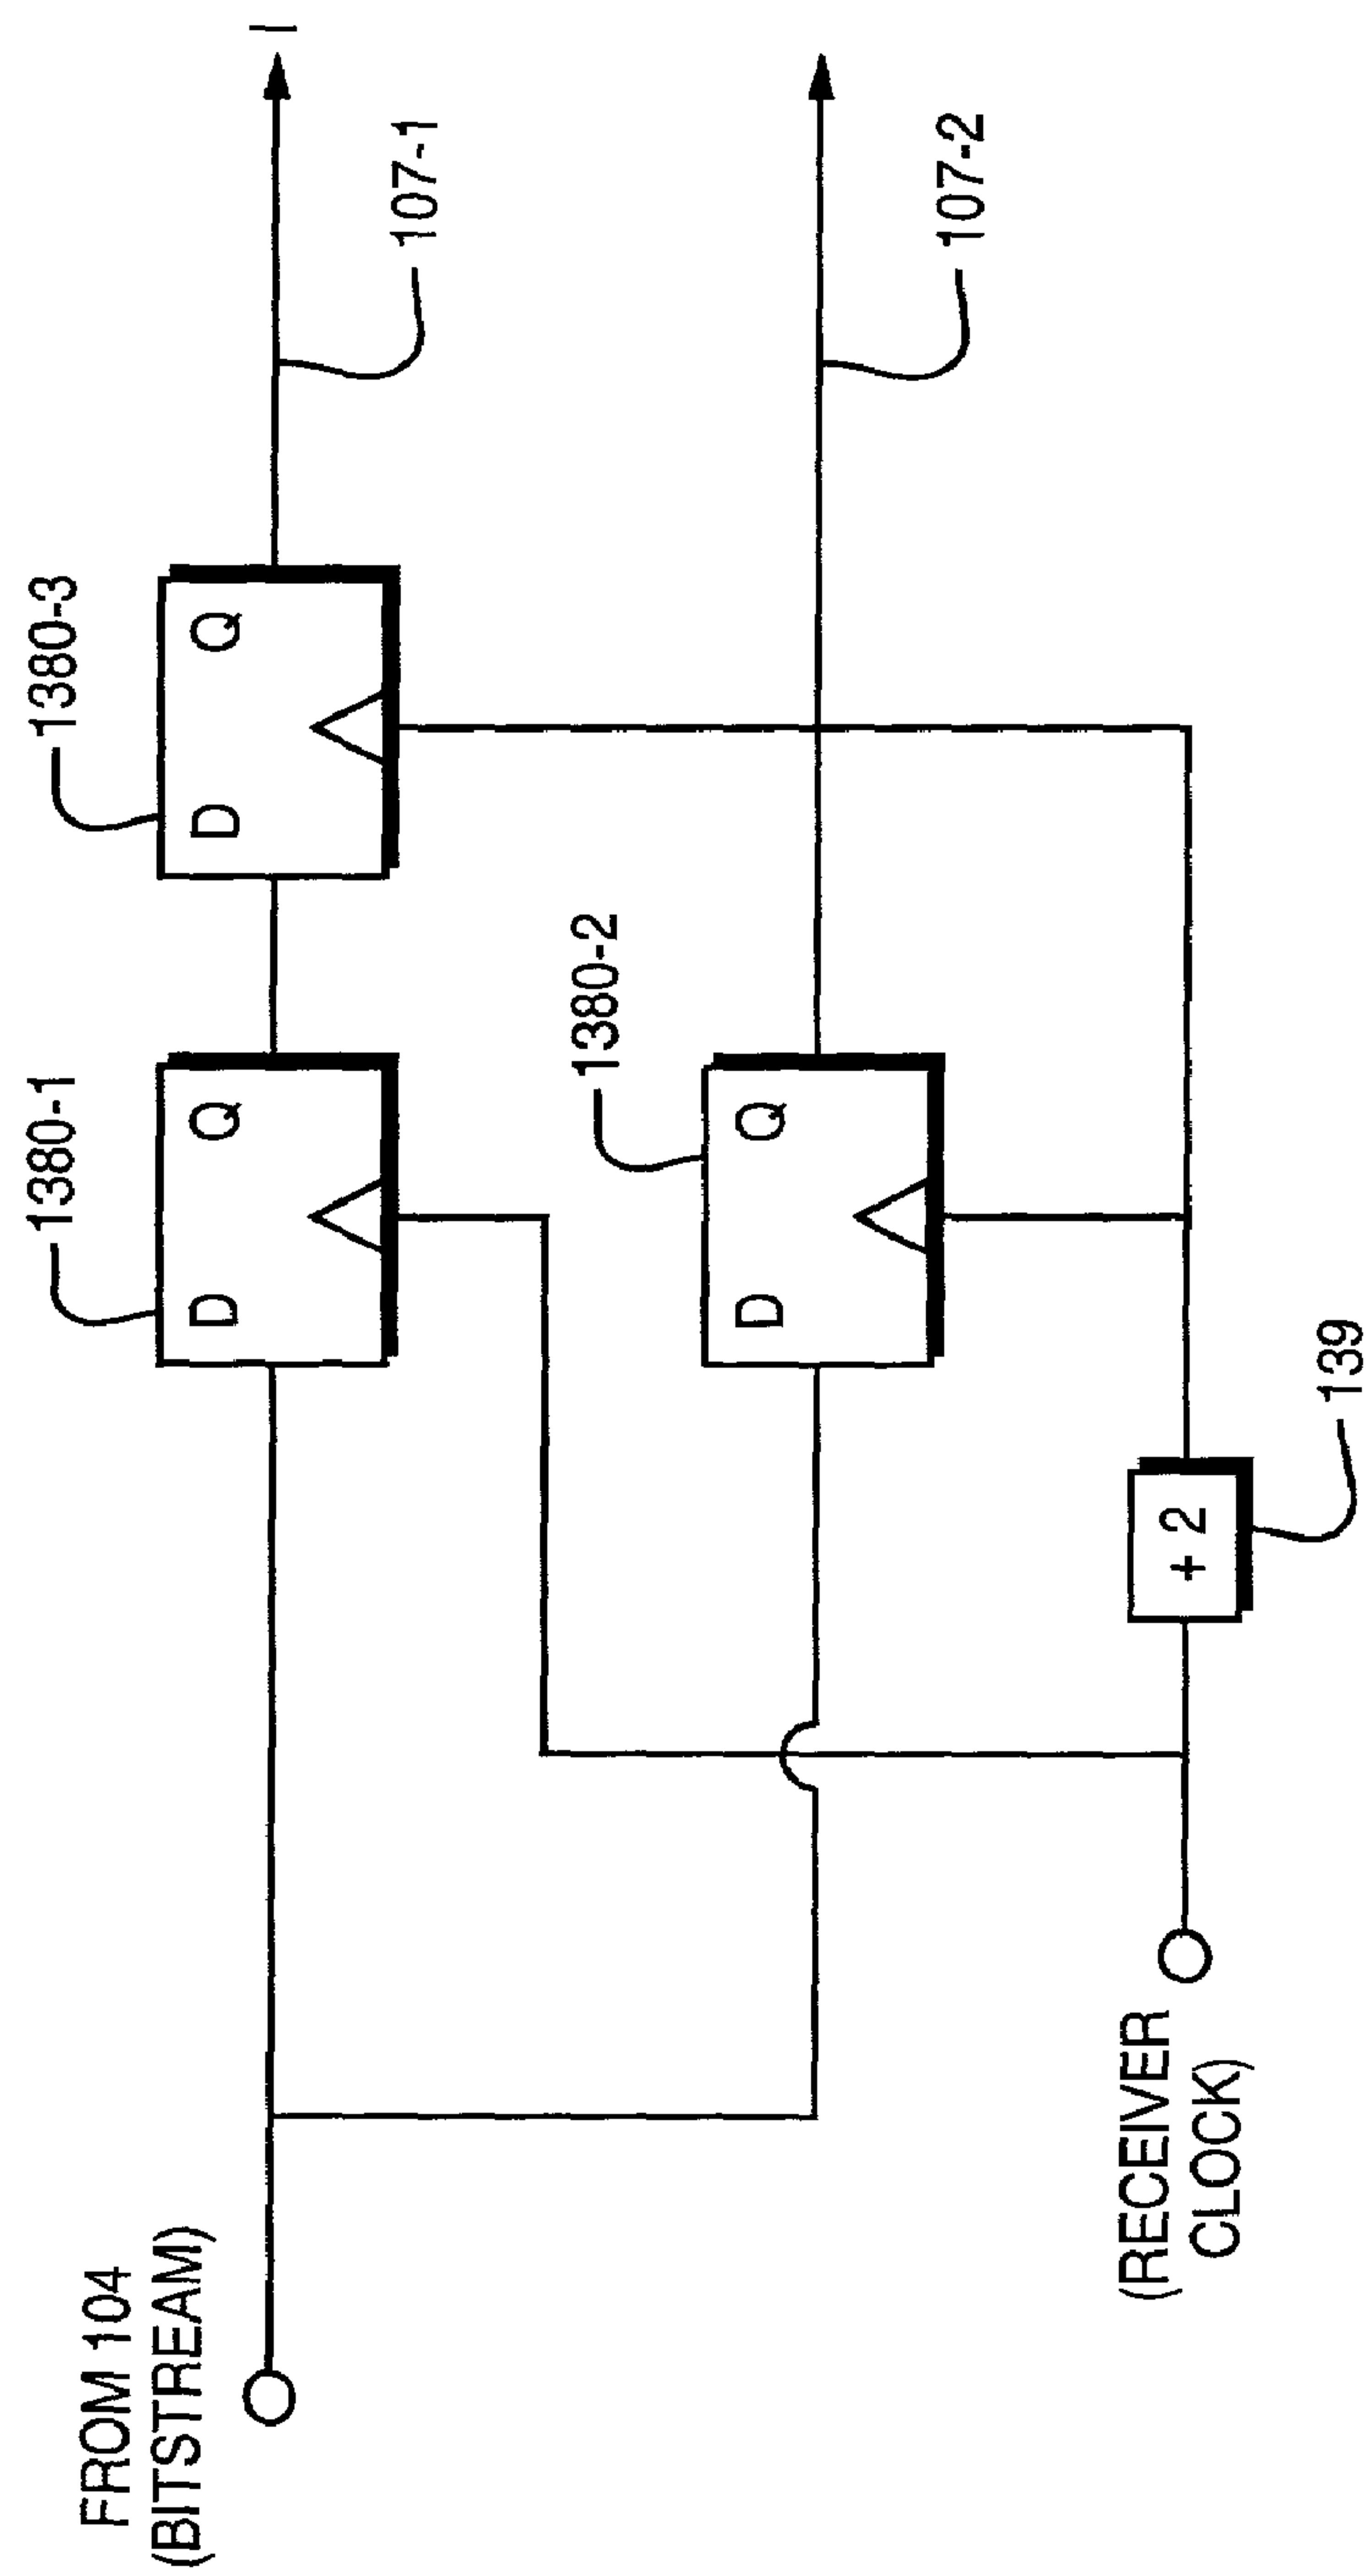 FROM 104
(BITSTREAM)
1380-1
D
Q
1380-3
D
Q
I
107-1
1380-2
D
Q
107-2
(RECEIVER
CLOCK)
+ 2
139